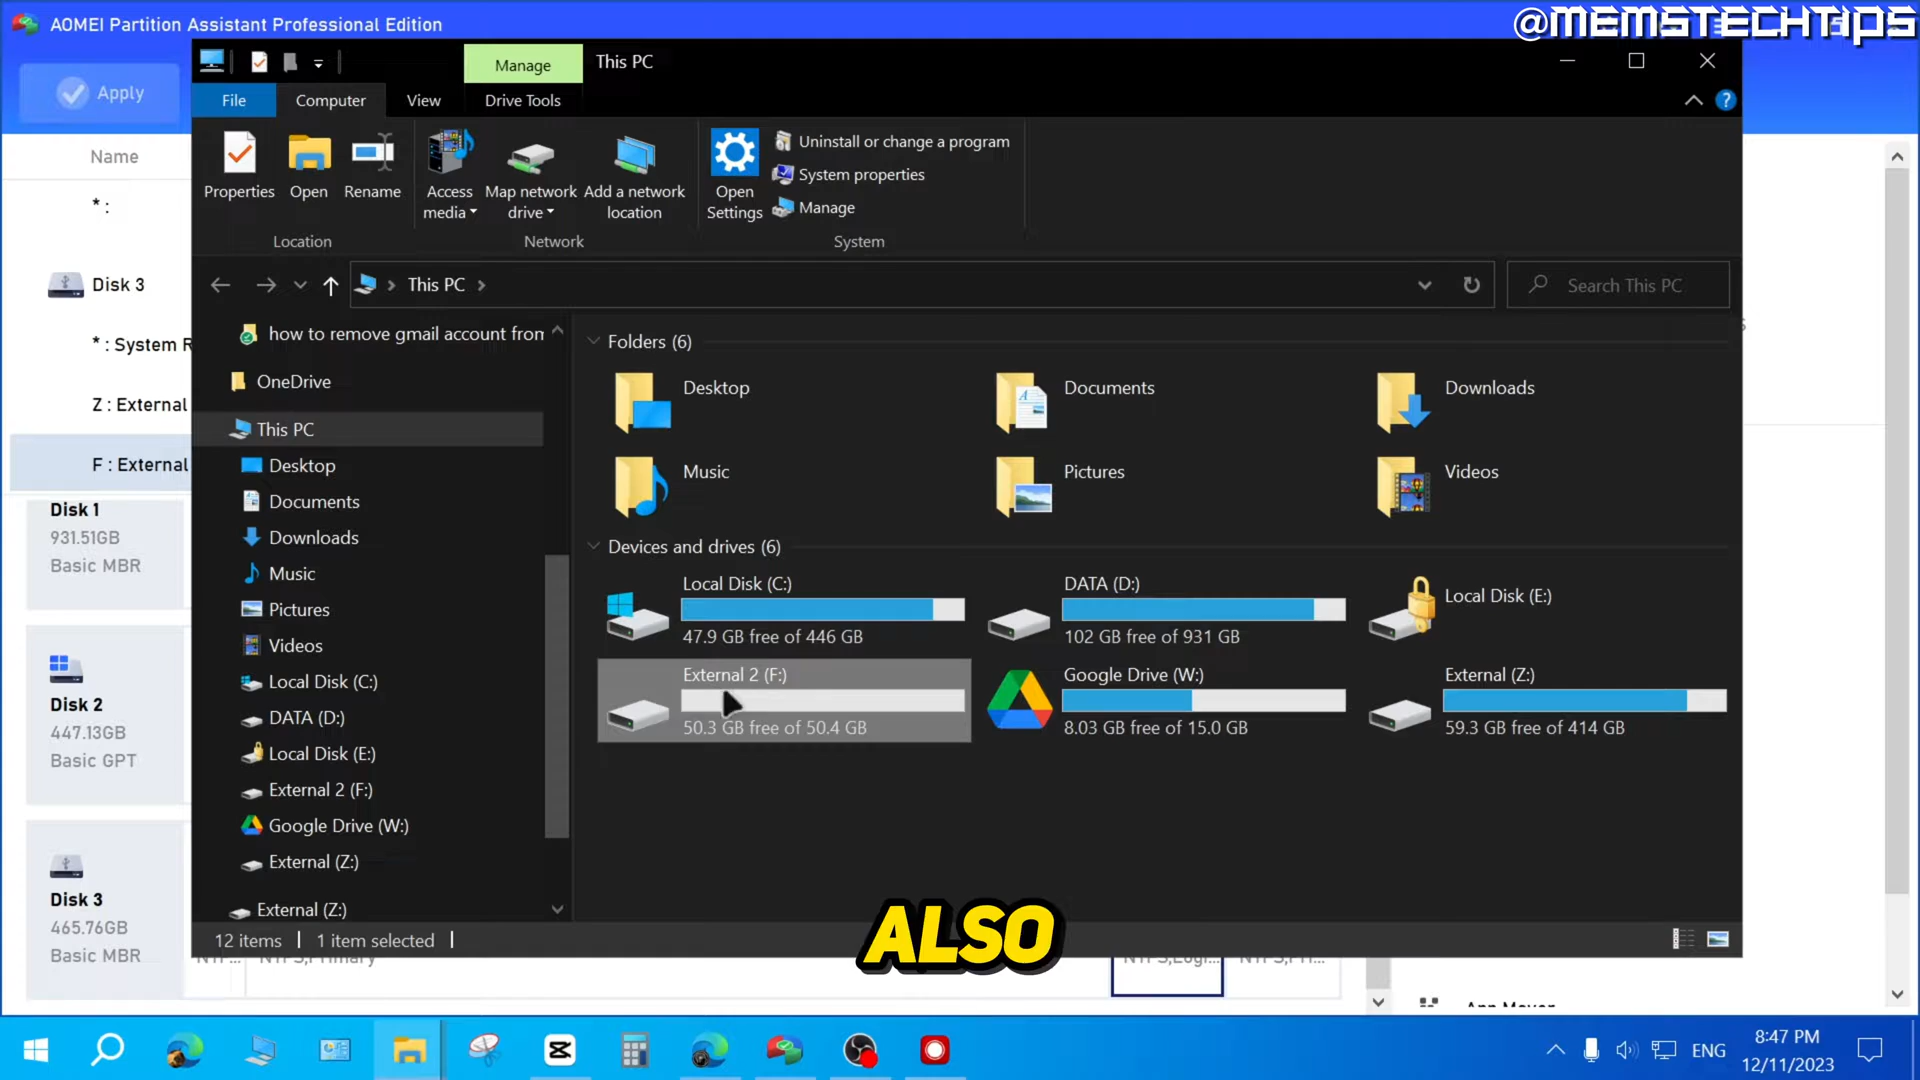 AOMEI Partition Assistant Professional Edition
@MEMSTECHTIPS
Manage
This PC
Apply
File
Computer
View
Drive Tools
Name
Properties
Open
Rename
Access media
Map network drive
Add a network location
Open Settings
Uninstall or change a program
System properties
Manage
Location
Network
System
* :
Disk 3
* : System R
Z : External
F : External
This PC
Search This PC
how to remove gmail account from
OneDrive
This PC
Desktop
Documents
Downloads
Music
Pictures
Videos
Local Disk (C:)
DATA (D:)
Local Disk (E:)
External 2 (F:)
Google Drive (W:)
External (Z:)
External (Z:)
Folders (6)
Desktop
Documents
Downloads
Music
Pictures
Videos
Devices and drives (6)
Local Disk (C:)
47.9 GB free of 446 GB
DATA (D:)
102 GB free of 931 GB
Local Disk (E:)
External 2 (F:)
50.3 GB free of 50.4 GB
Google Drive (W:)
8.03 GB free of 15.0 GB
External (Z:)
59.3 GB free of 414 GB
Disk 1
931.51GB
Basic MBR
Disk 2
447.13GB
Basic GPT
Disk 3
465.76GB
Basic MBR
12 items
1 item selected
ALSO
8:47 PM
ENG
12/11/2023